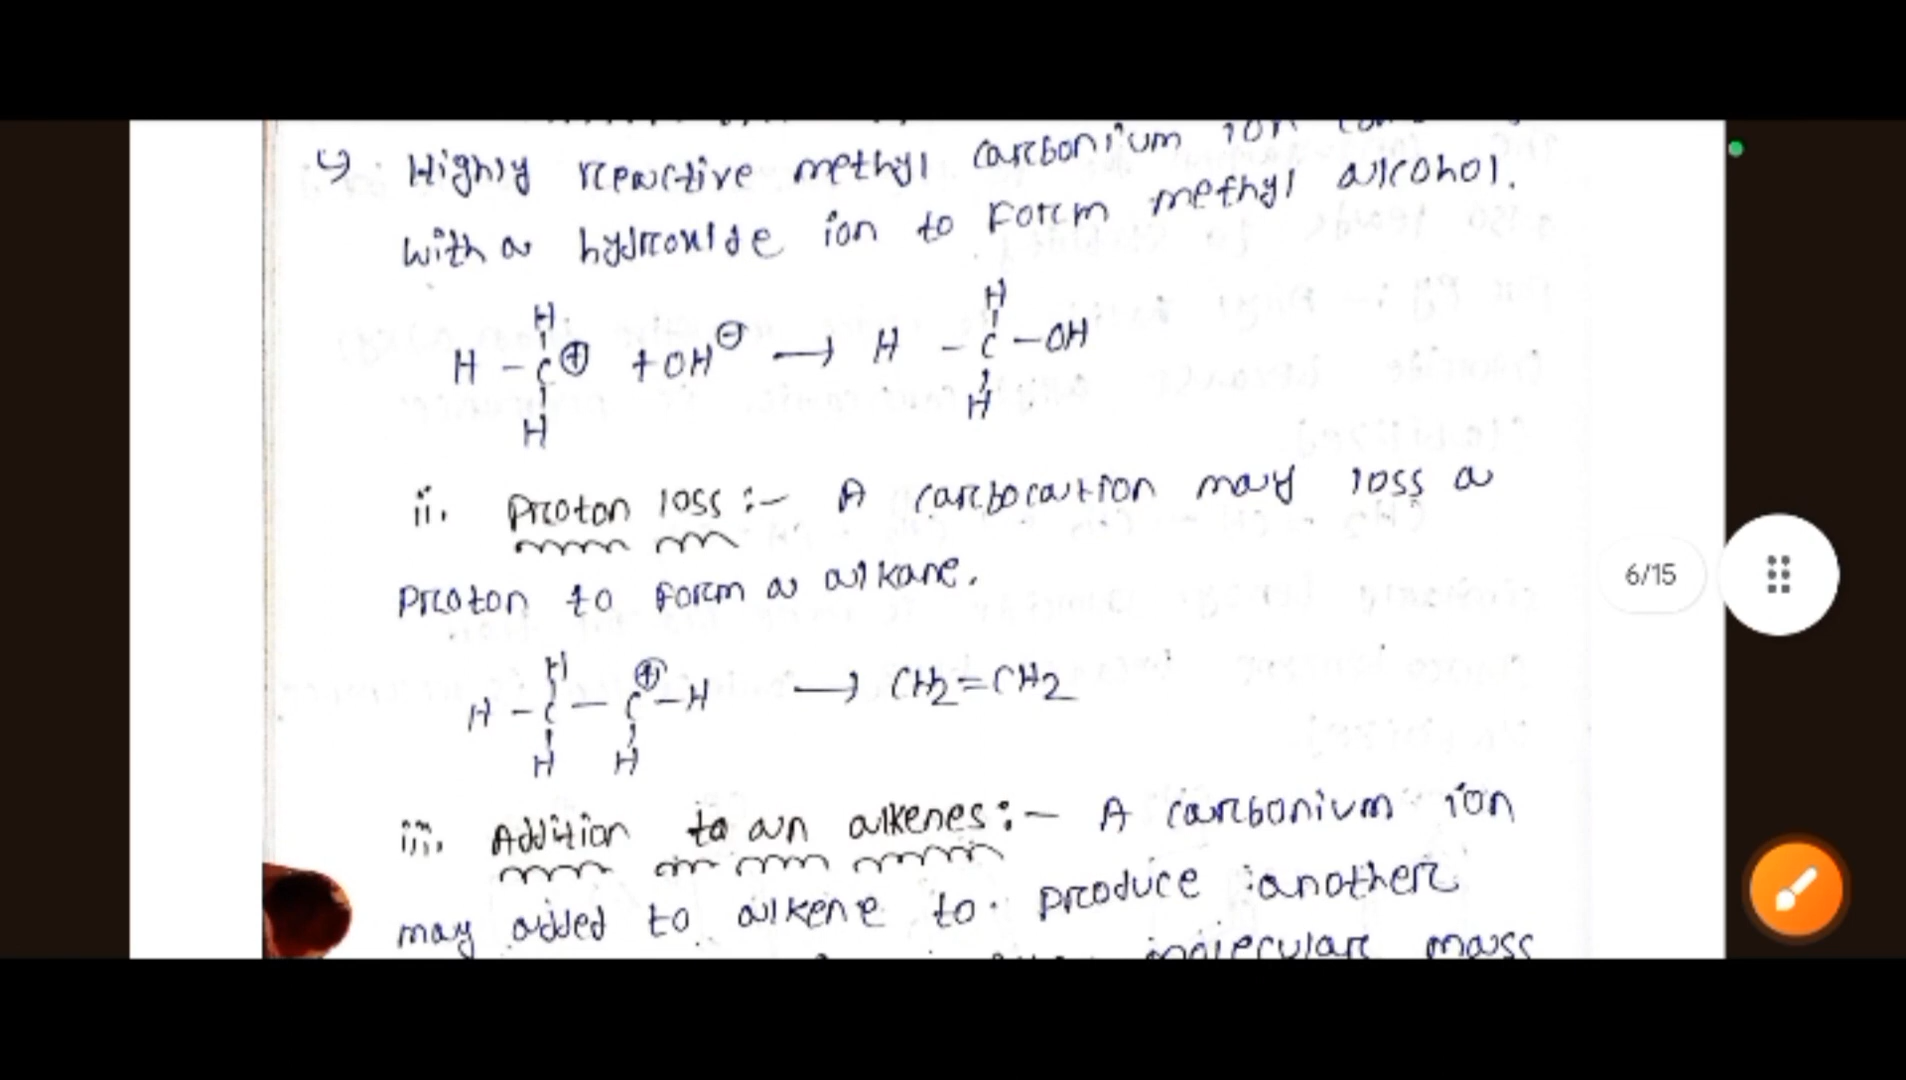 ↳ Highly reactive methyl carbonium ion
with a hydroxide ion to form methyl alcohol.
H
H - C⊕ + OH⊖ → H - C - OH
H
H
H
ii. Proton loss :- A carbocation may loss a
Proton to form a alkane.
H ⊕
H - C - C - H → CH2=CH2
H H
iii. Addition to an alkenes :- A carbonium ion
may added to alkene to produce another
molecular mass
6/15